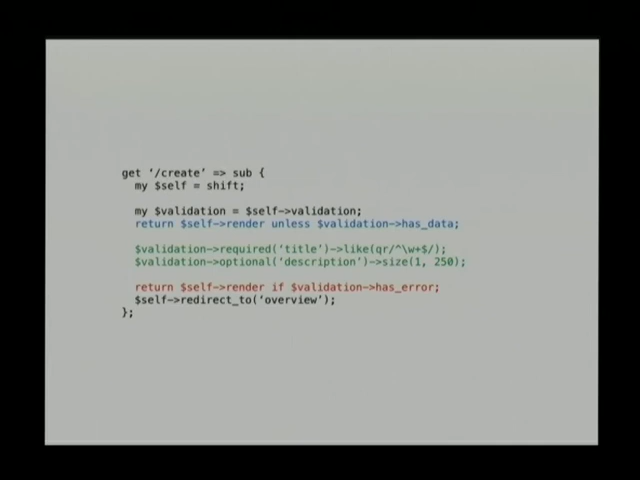 get ‘/create’ => sub {
my $self = shift;
my $validation = $self->validation;
return $self->render unless $validation->has_data;
$validation->required(‘title’)->like(qr/^\w+$/);
$validation->optional(‘description’)->size(1, 250);
return $self->render if $validation->has_error;
$self->redirect_to(‘overview’);
};